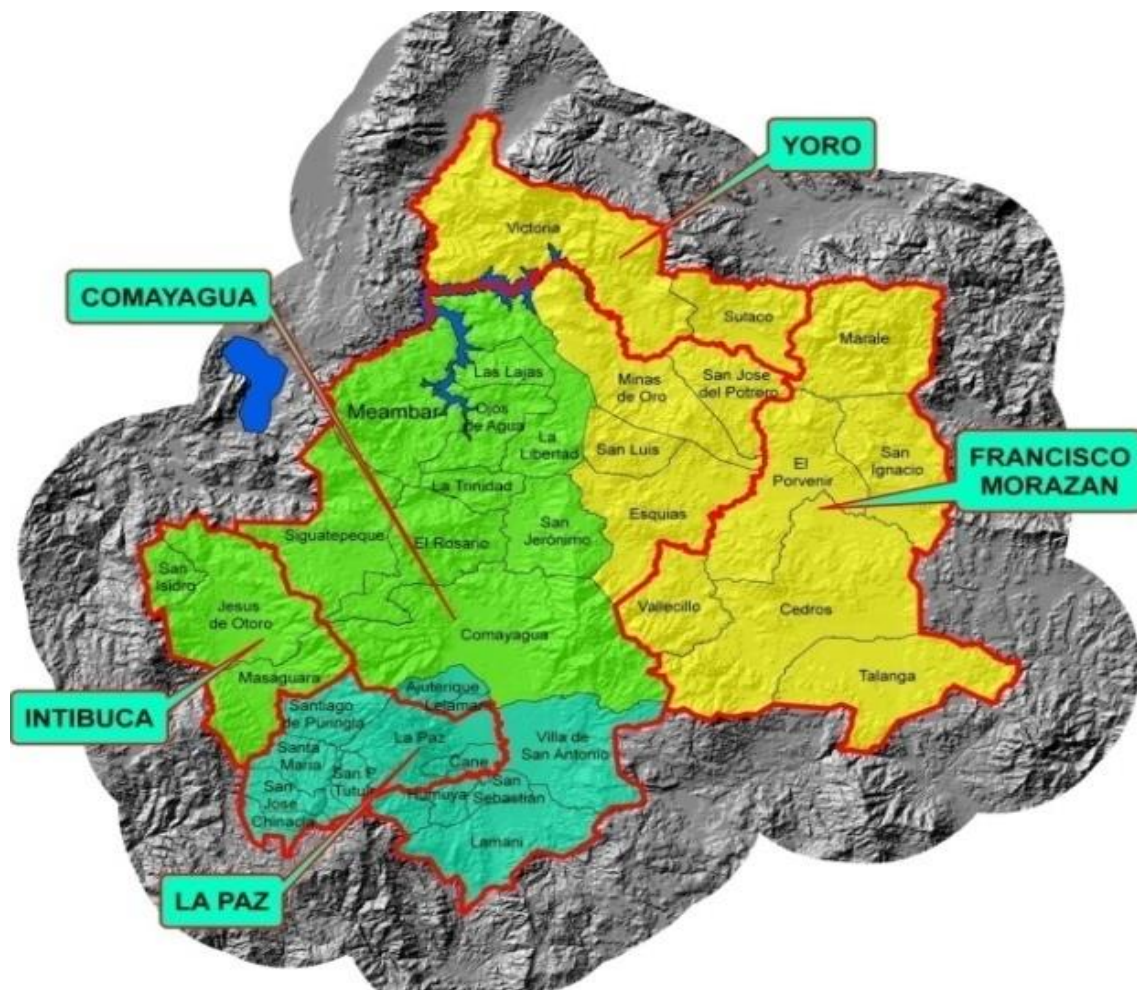 YORO
Victoria
COMAYAGUA
Sulaco
Marale
Las Lajas
Minas
de Oro
San Jose
del Potrero
Meambar
Ojos
de Agua
La
Libertad
San Luis
El
Porvenir
San
Ignacio
FRANCISCO
MORAZAN
La Trinidad
Esquias
Siguatepeque
El Rosario
San
Jerónimo
San
Isidro
Jesus
de Otoro
Vallecillo
Cedros
Comayagua
Masaguara
Talanga
Ajuterique
Lelamani
INTIBUCA
Santiago
de Puringla
La Paz
Villa de
San Antonio
Santa
Maria
Cane
San P
Tutule
San
Sebastián
Humuya
San
Jose
Chinacla
Lamani
LA PAZ